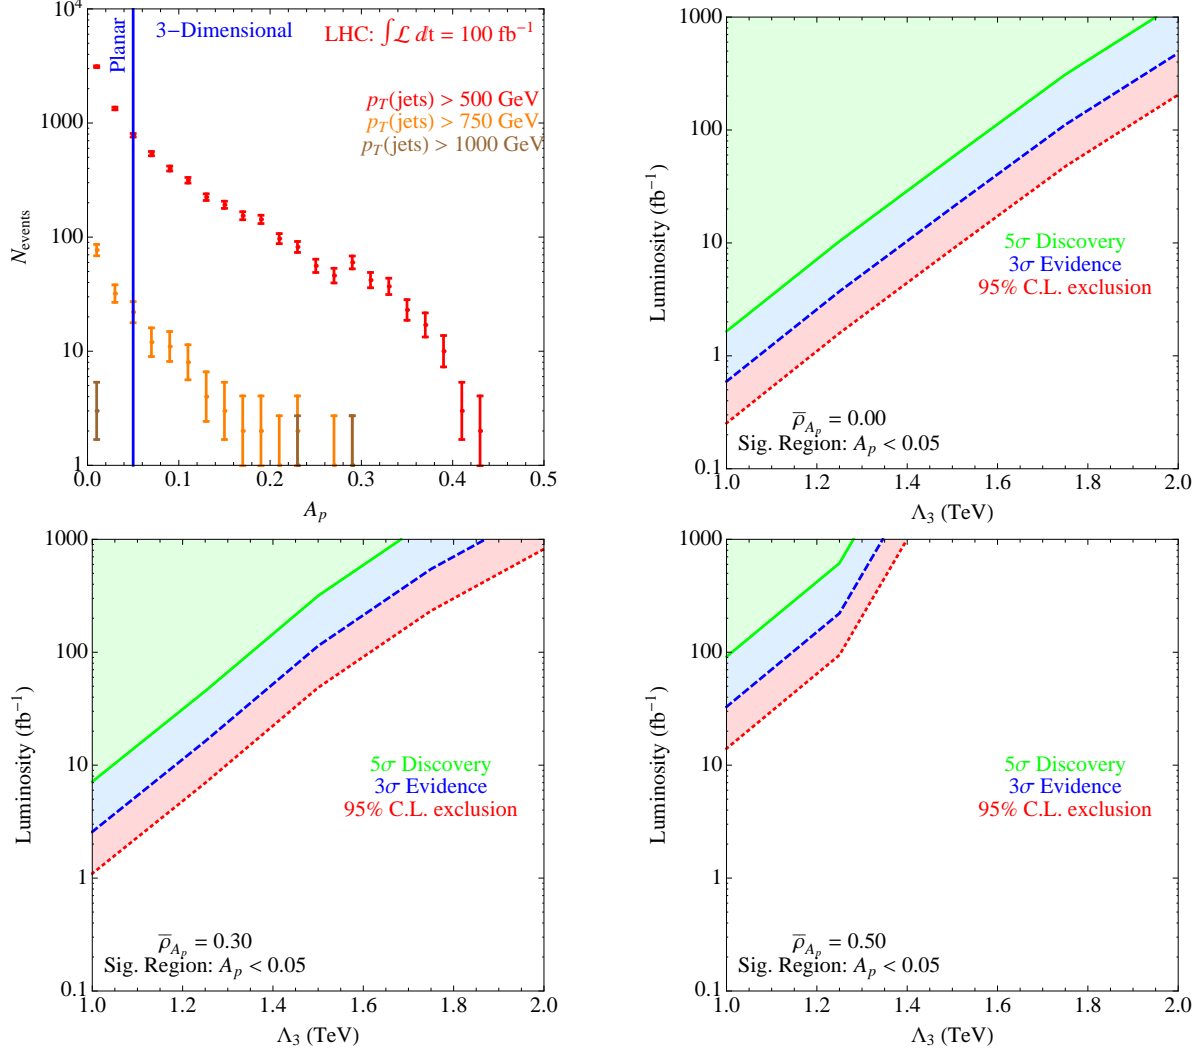 10^4
1000
100
10
1
N_events
Planar
3−Dimensional
LHC: ∫ℒ dt = 100 fb^−1
p_T(jets) > 500 GeV
p_T(jets) > 750 GeV
p_T(jets) > 1000 GeV
0.0 0.1 0.2 0.3 0.4 0.5
A_p
1000
100
10
1
0.1
Luminosity (fb^−1)
5σ Discovery
3σ Evidence
95% C.L. exclusion
ρ̅_A_p = 0.00
Sig. Region: A_p < 0.05
1.0 1.2 1.4 1.6 1.8 2.0
Λ_3 (TeV)
1000
100
10
1
0.1
Luminosity (fb^−1)
5σ Discovery
3σ Evidence
95% C.L. exclusion
ρ̅_A_p = 0.30
Sig. Region: A_p < 0.05
1.0 1.2 1.4 1.6 1.8 2.0
Λ_3 (TeV)
1000
100
10
1
0.1
Luminosity (fb^−1)
5σ Discovery
3σ Evidence
95% C.L. exclusion
ρ̅_A_p = 0.50
Sig. Region: A_p < 0.05
1.0 1.2 1.4 1.6 1.8 2.0
Λ_3 (TeV)